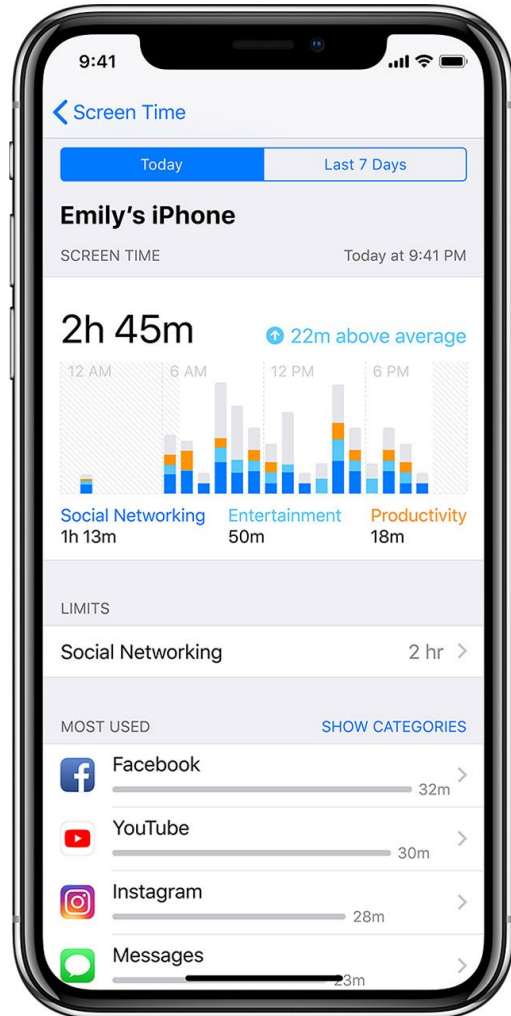 9:41
Screen Time
Today Last 7 Days
Emily's iPhone
SCREEN TIME Today at 9:41 PM
2h 45m 22m above average
12 AM 6 AM 12 PM 6 PM
Social Networking Entertainment Productivity
1h 13m 50m 18m
LIMITS
Social Networking 2 hr
MOST USED SHOW CATEGORIES
Facebook
32m
YouTube
30m
Instagram
28m
Messages
23m